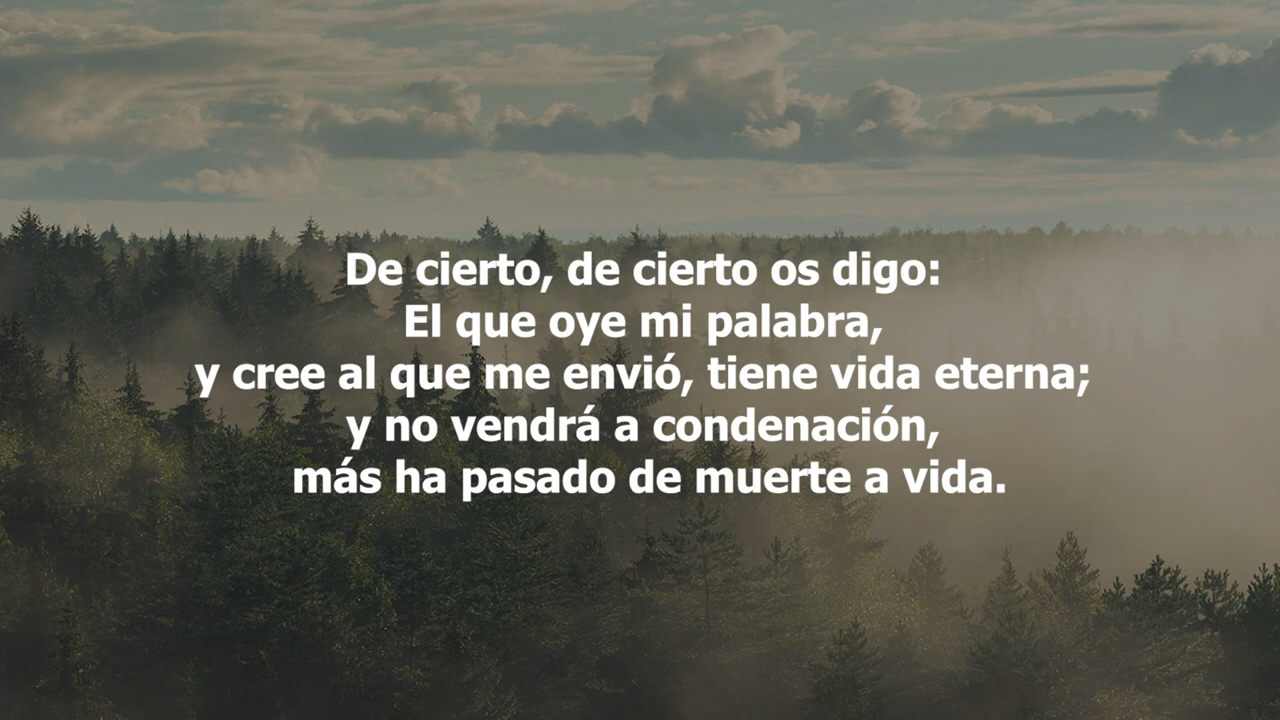 De cierto, de cierto os digo:
El que oye mi palabra,
y cree al que me envió, tiene vida eterna;
y no vendrá a condenación,
más ha pasado de muerte a vida.